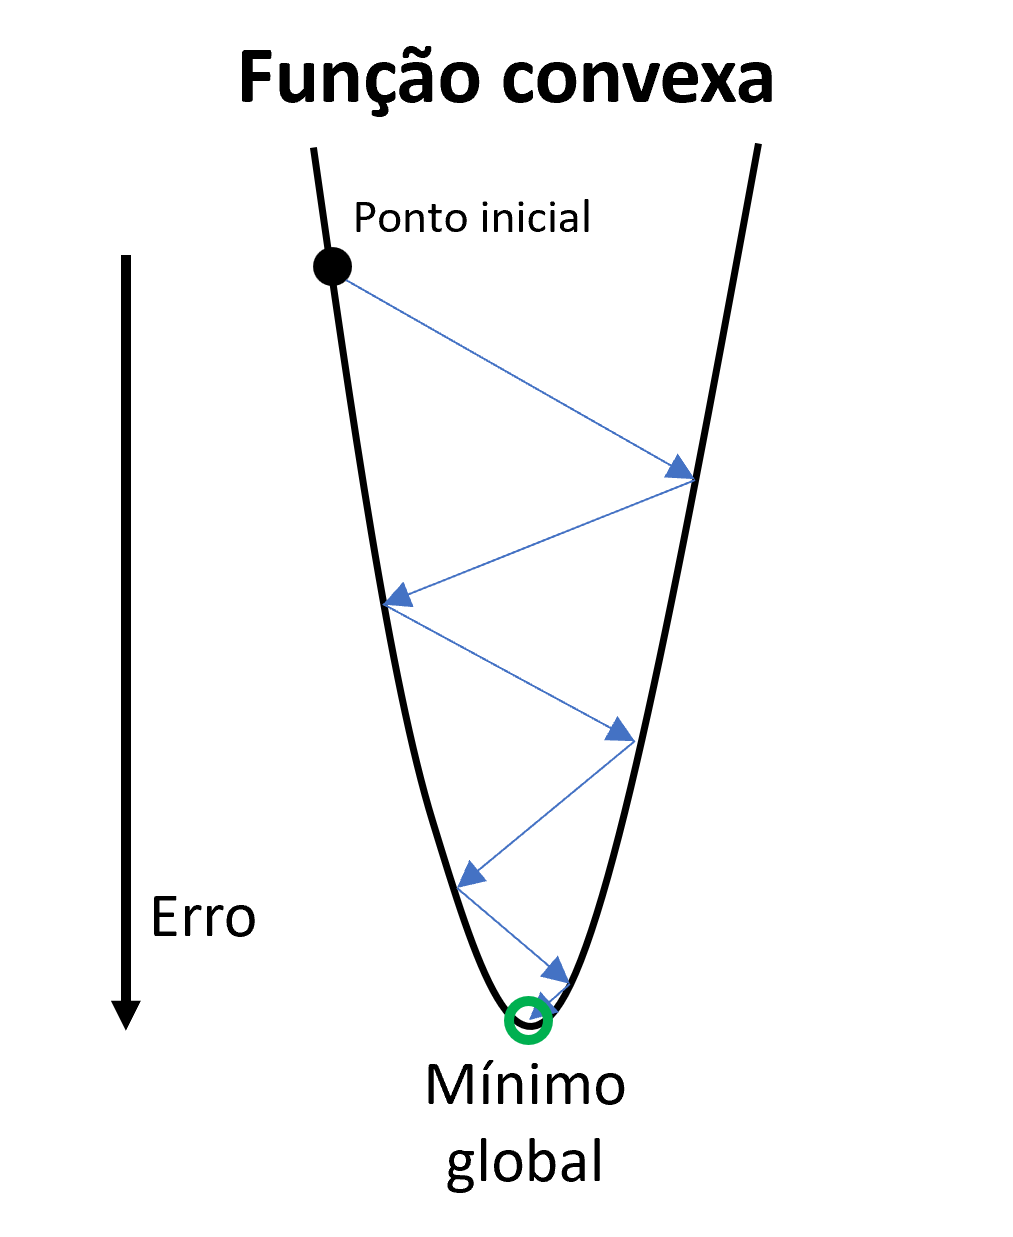 Função convexa
Ponto inicial
Erro
Mínimo
global